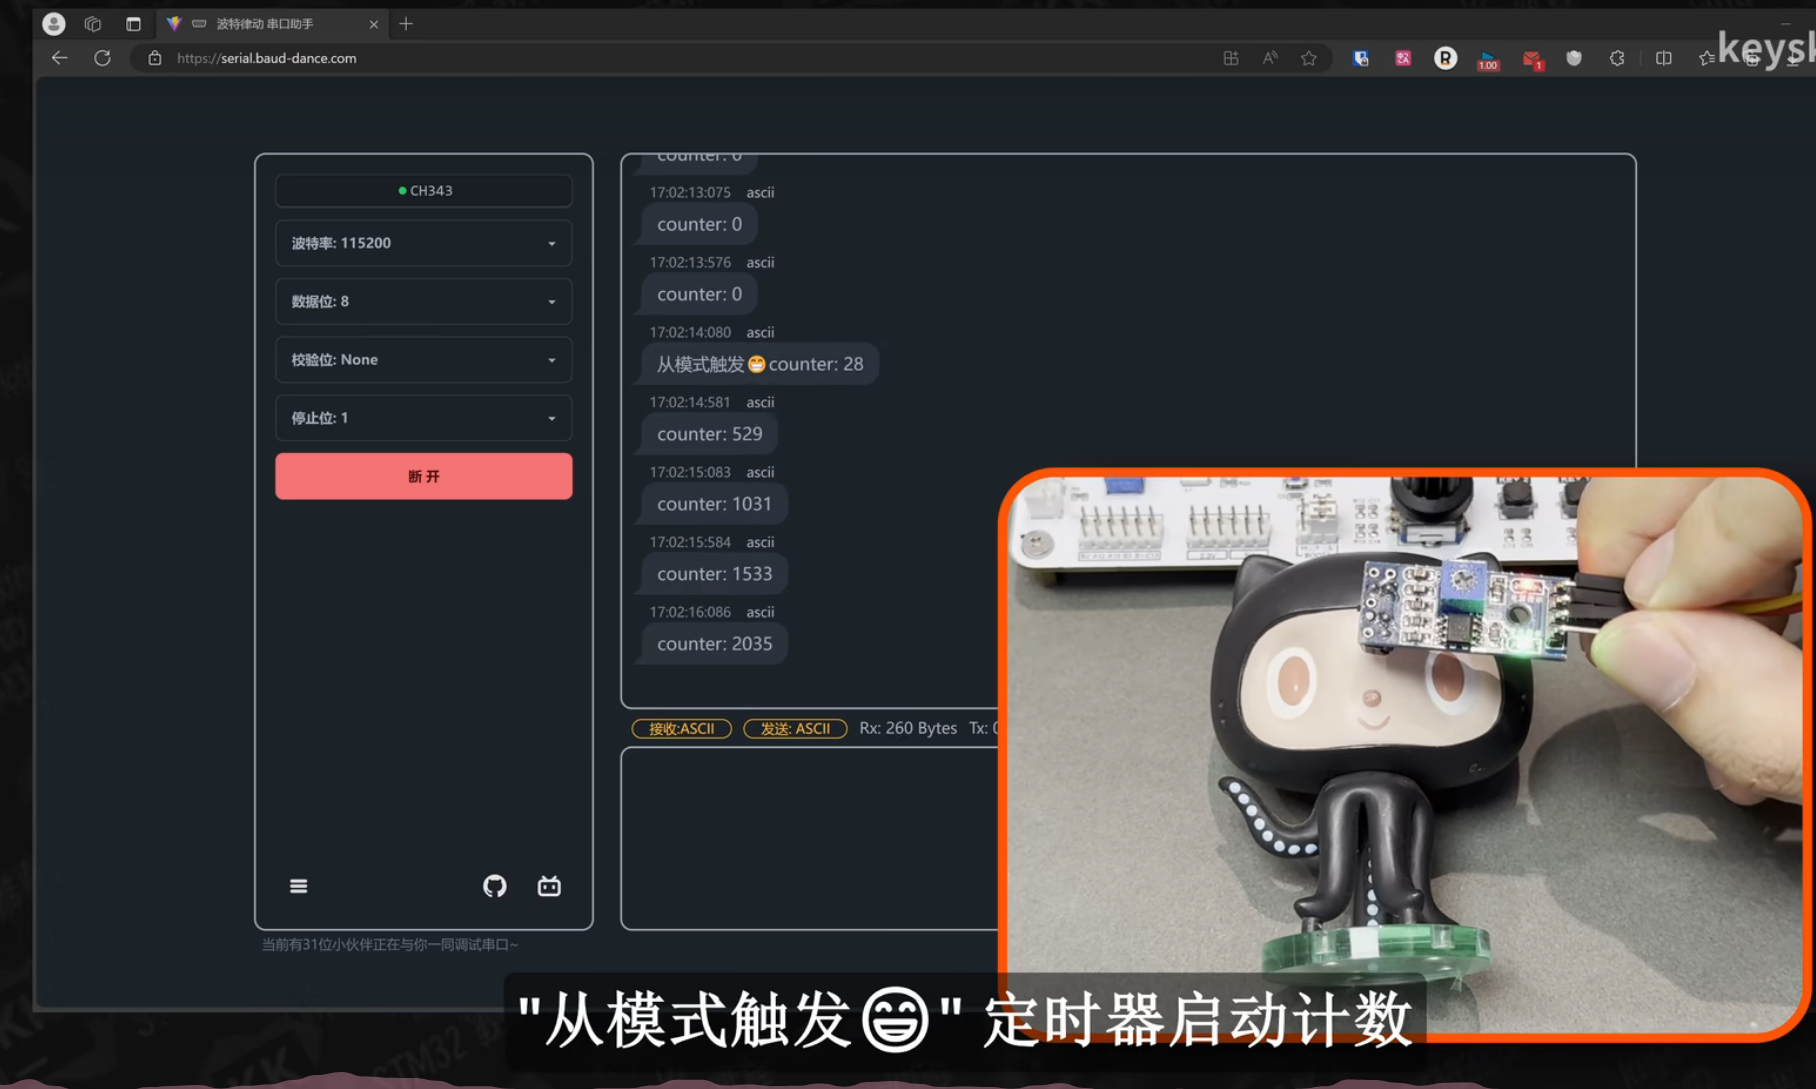 波特律动 串口助手
https://serial.baud-dance.com
1.00
1
keysk
CH343
波特率: 115200
数据位: 8
校验位: None
停止位: 1
断 开
当前有31位小伙伴正在与你一同调试串口~
counter: 0
17:02:13:075 ascii
counter: 0
17:02:13:576 ascii
counter: 0
17:02:14:080 ascii
从模式触发😁counter: 28
17:02:14:581 ascii
counter: 529
17:02:15:083 ascii
counter: 1031
17:02:15:584 ascii
counter: 1533
17:02:16:086 ascii
counter: 2035
接收:ASCII 发送: ASCII Rx: 260 Bytes Tx: 0
"从模式触发😄" 定时器启动计数
STM32